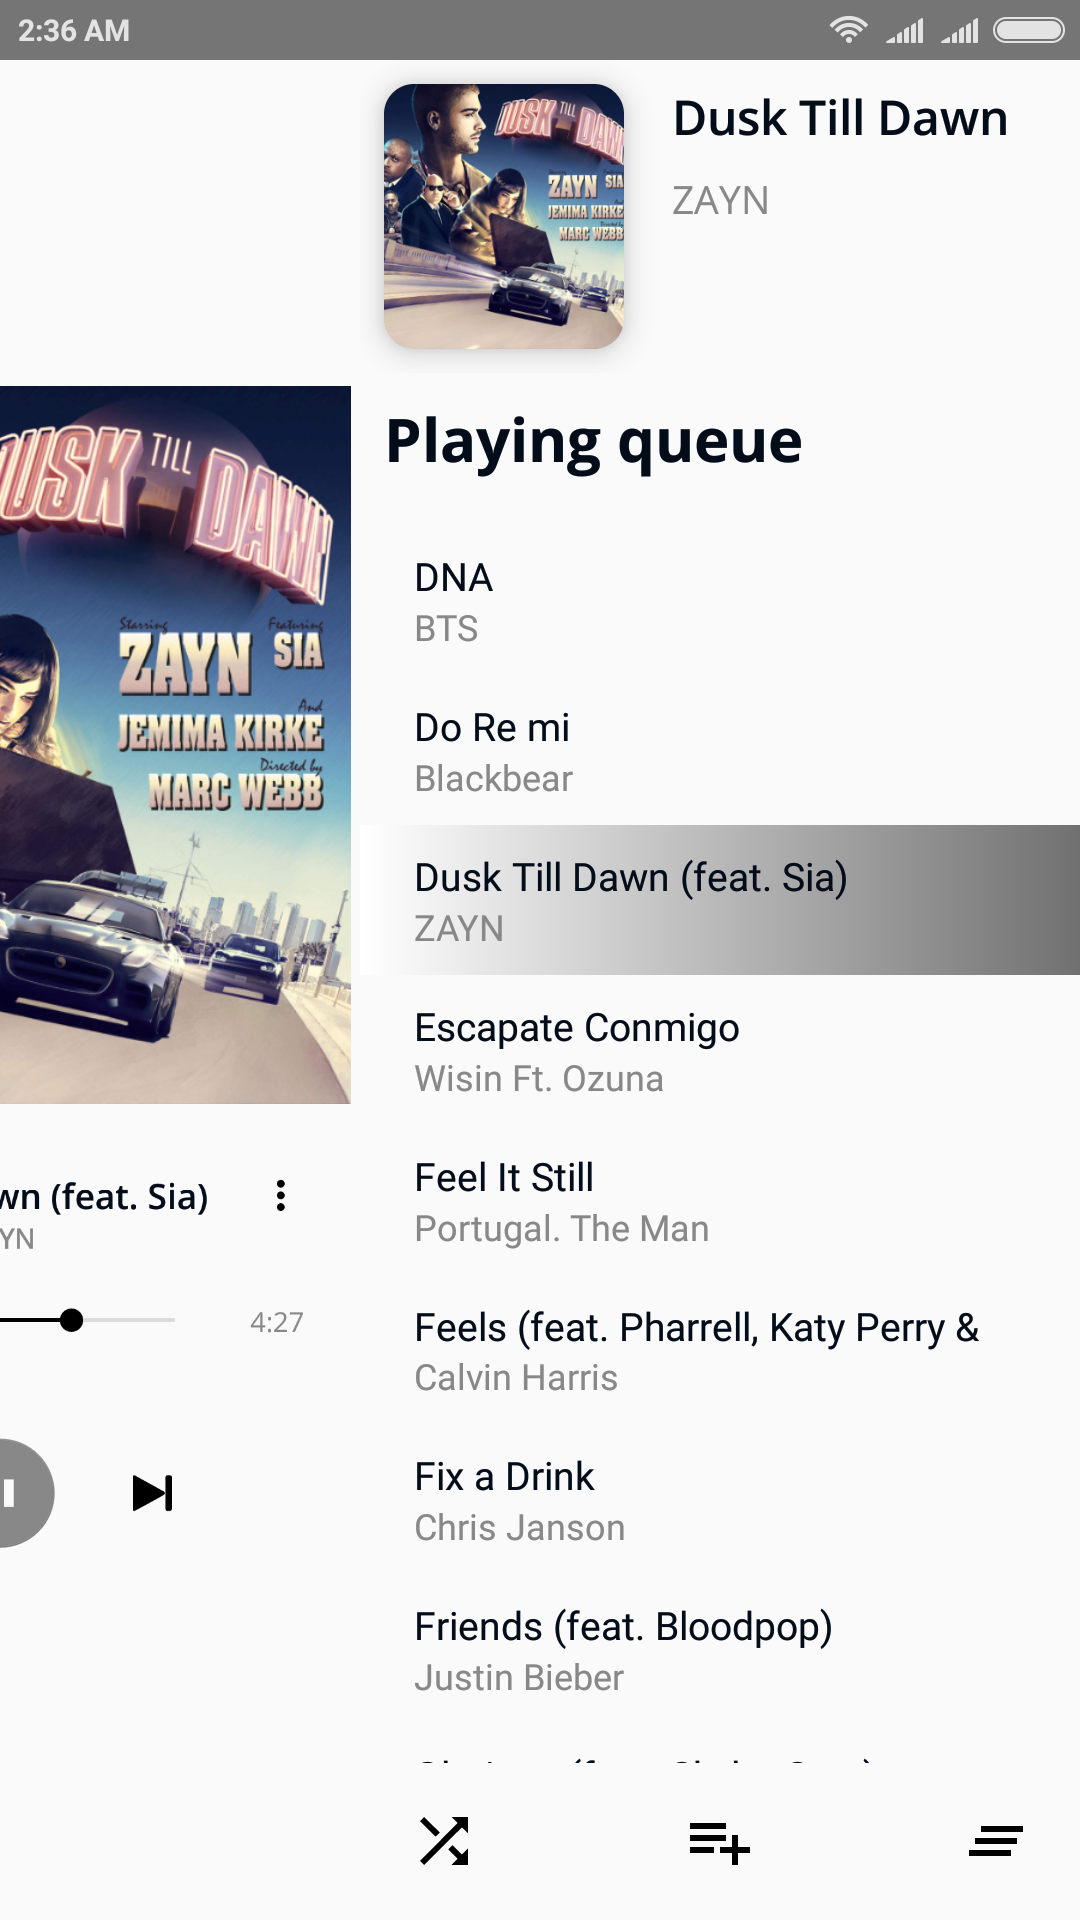 2:36 AM
DUSK TILL DAWN
ZAYN SIA
JEMIMA KIRKE
MARC WEBB
Dusk Till Dawn
ZAYN
Playing queue
DUSK TILL DAWN
Starring Featuring
ZAYN SIA
And
JEMIMA KIRKE
Directed by
MARC WEBB
wn (feat. Sia)
YN
4:27
DNA
BTS
Do Re mi
Blackbear
Dusk Till Dawn (feat. Sia)
ZAYN
Escapate Conmigo
Wisin Ft. Ozuna
Feel It Still
Portugal. The Man
Feels (feat. Pharrell, Katy Perry &
Calvin Harris
Fix a Drink
Chris Janson
Friends (feat. Bloodpop)
Justin Bieber